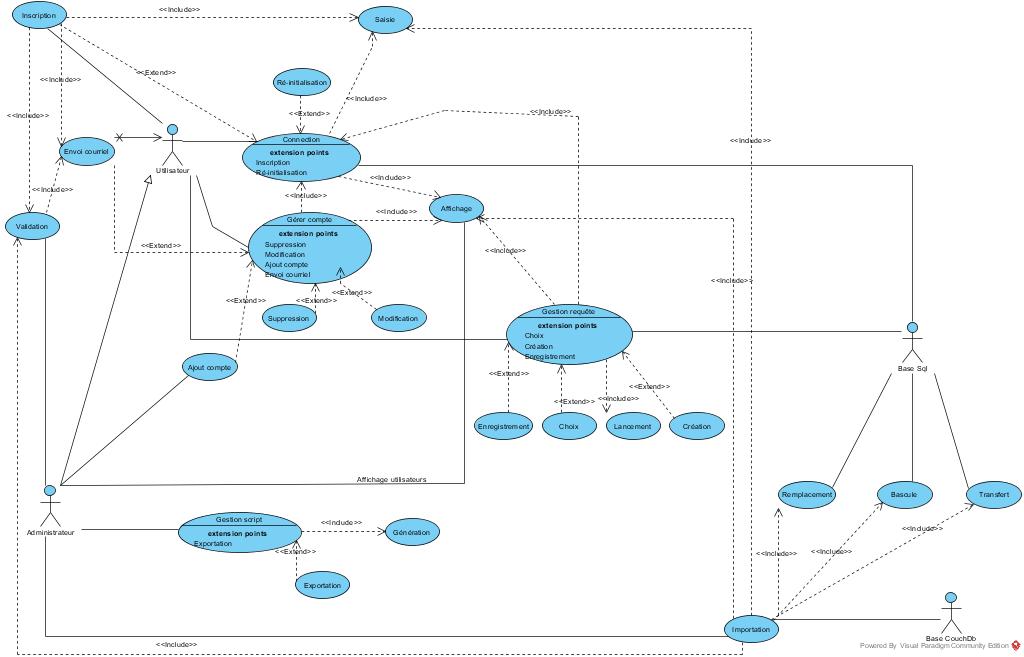 <<Include>>
Inscription
Saisie
<<Extend>>
<<Include>>
Ré-initialisation
<<Include>>
<<Include>>
<<Extend>>
<<Include>>
<<Include>>
Connection
extension points
Inscription
Ré-initialisation
Envoi courriel
Utilisateur
<<Include>>
<<Include>>
<<Include>>
<<Include>>
Affichage
<<Include>>
Gérer compte
extension points
Suppression
Modification
Ajout compte
Envoi courriel
Validation
<<Extend>>
<<Include>>
<<Include>>
<<Extend>>
<<Extend>>
<<Extend>>
Suppression
Modification
Gestion requête
extension points
Choix
Création
Enregistrement
Ajout compte
Base Sql
<<Extend>>
<<Extend>>
<<Extend>>
<<Include>>
Enregistrement
Choix
Lancement
Création
Affichage utilisateurs
Remplacement
Bascule
Transfert
Administrateur
Gestion script
extension points
Exportation
<<Include>>
Génération
<<Include>>
<<Extend>>
<<Include>>
<<Include>>
Exportation
Importation
Base CouchDb
<<Include>>
Powered By Visual Paradigm Community Edition